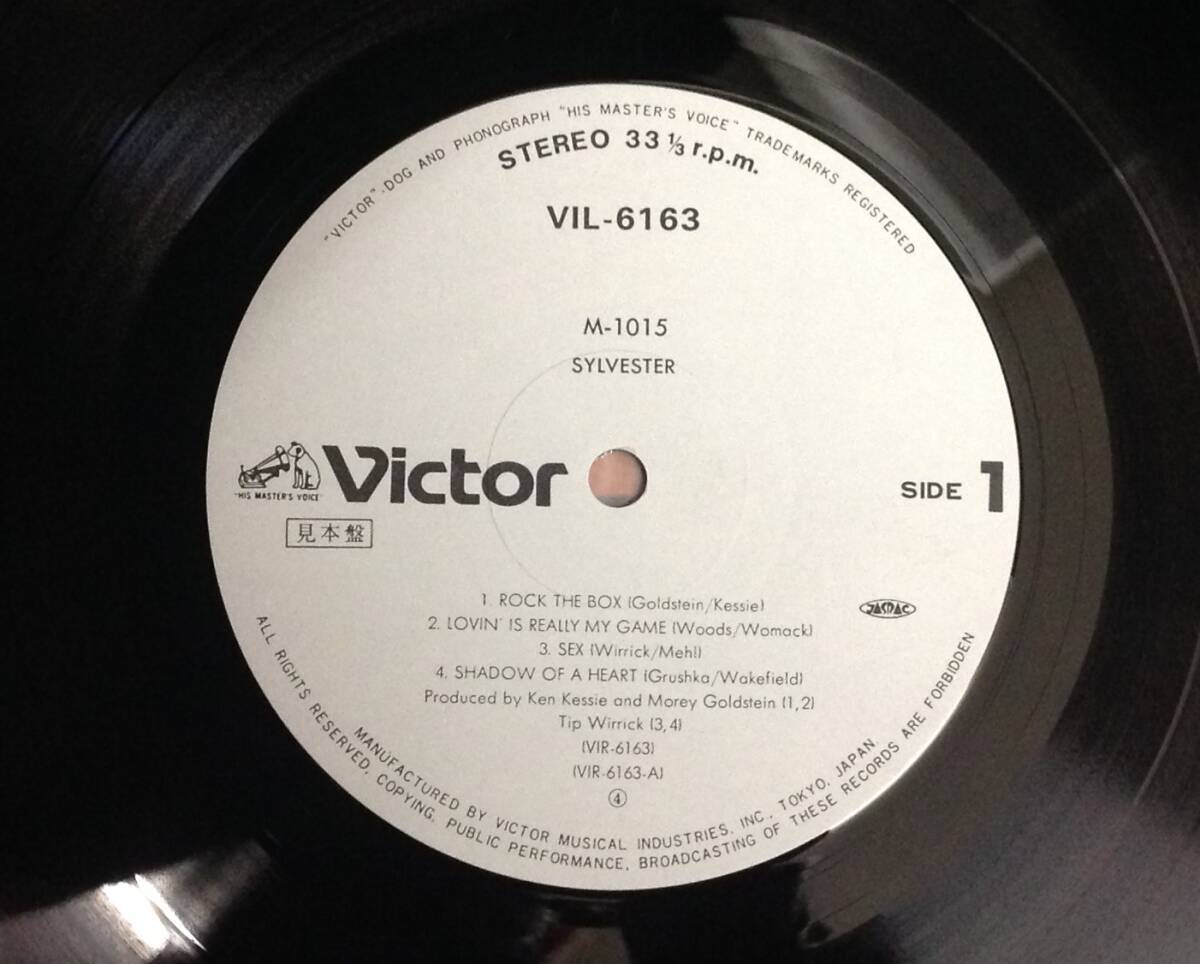 "VICTOR"-DOG AND PHONOGRAPH "HIS MASTER'S VOICE" TRADEMARKS REGISTERED
STEREO 33 1/3 r.p.m.
VIL-6163
M-1015
SYLVESTER
Victor
"HIS MASTER'S VOICE"
見本盤
SIDE 1
1. ROCK THE BOX (Goldstein/Kessie)
JASRAC
2. LOVIN' IS REALLY MY GAME (Woods/Womack)
3. SEX (Wirrick/Mehl)
4. SHADOW OF A HEART (Grushka/Wakefield)
Produced by Ken Kessie and Morey Goldstein (1,2)
Tip Wirrick (3,4)
(VIR-6163)
(VIR-6163-A)
④
MANUFACTURED BY VICTOR MUSICAL INDUSTRIES, INC., TOKYO, JAPAN.
ALL RIGHTS RESERVED. COPYING, PUBLIC PERFORMANCE, BROADCASTING OF THESE RECORDS ARE FORBIDDEN